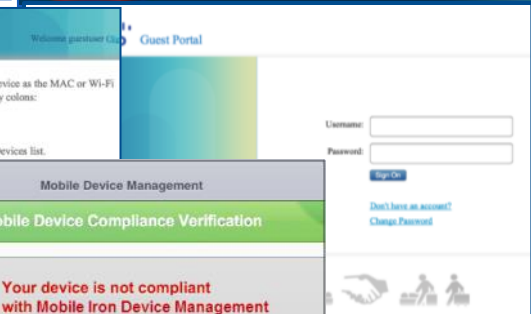 Welcome guestuser
Guest Portal
evice as the MAC or Wi-Fi
y colons:
evices list.
Username:
Password:
Sign On
Don't have an account?
Change Password
Mobile Device Management
obile Device Compliance Verification
Your device is not compliant
with Mobile Iron Device Management